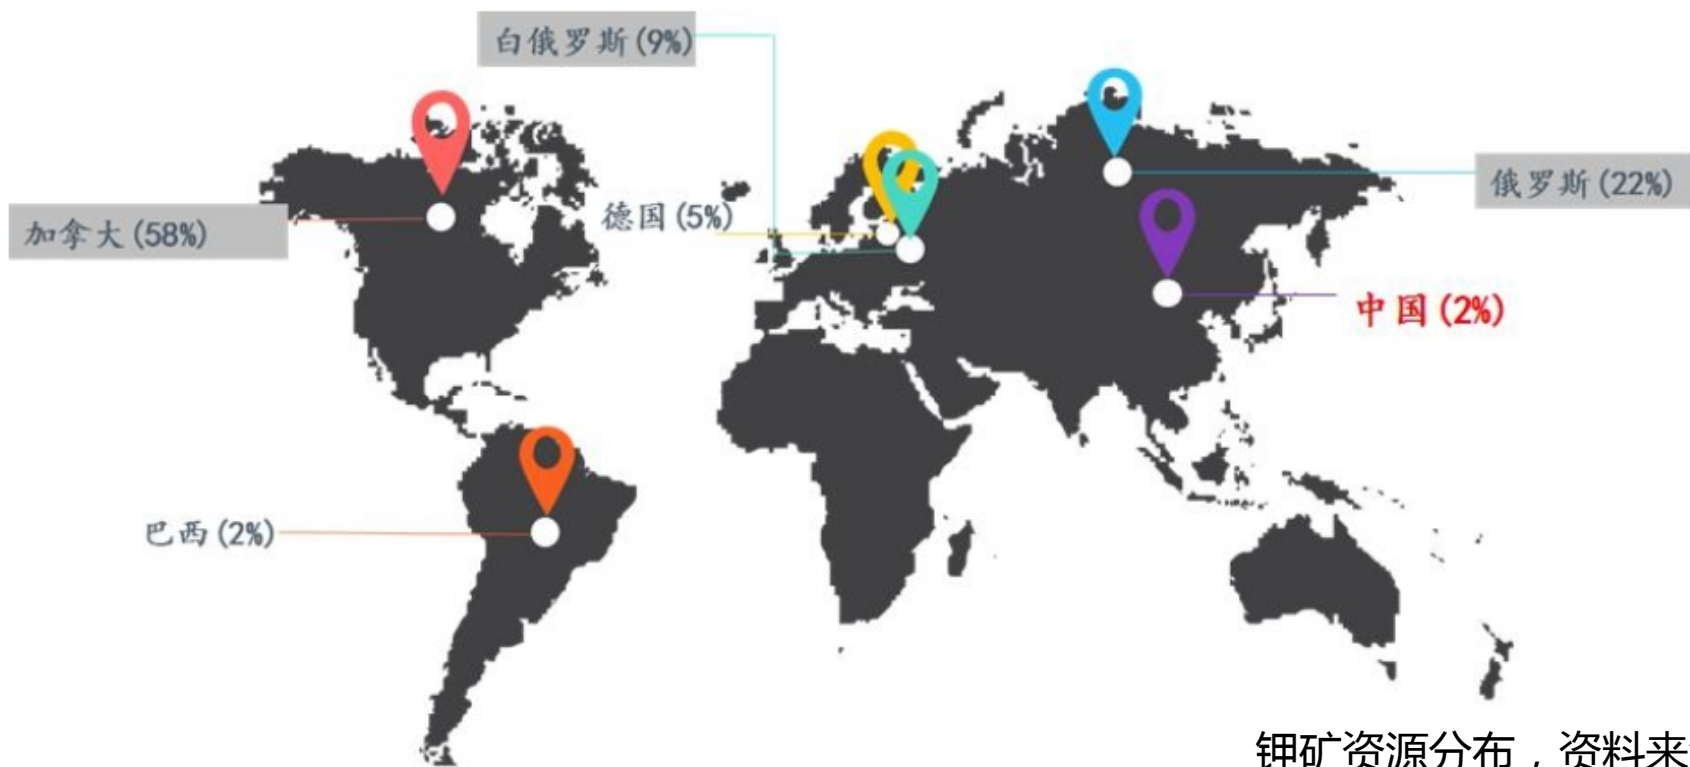 白俄罗斯(9%)
加拿大(58%)
德国(5%)
俄罗斯(22%)
中国(2%)
巴西(2%)
钾矿资源分布，资料来